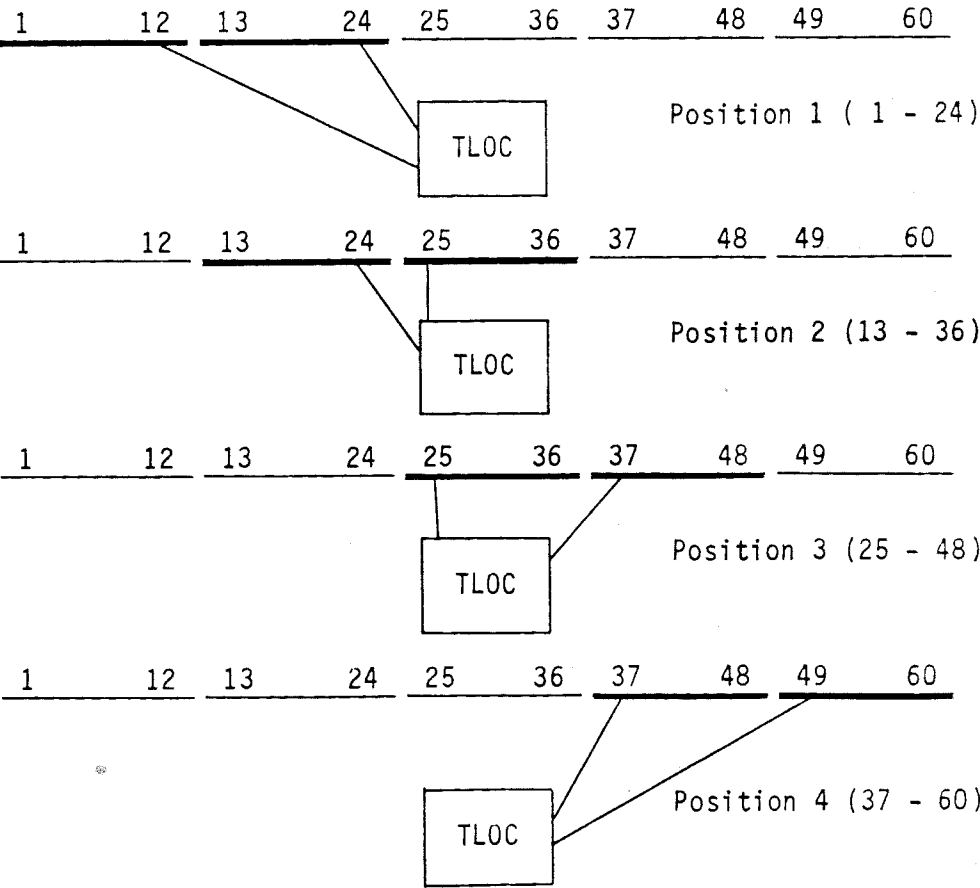 1 12 13 24 25 36 37 48 49 60
Position 1 ( 1 - 24)
TLOC
1 12 13 24 25 36 37 48 49 60
Position 2 (13 - 36)
TLOC
1 12 13 24 25 36 37 48 49 60
Position 3 (25 - 48)
TLOC
1 12 13 24 25 36 37 48 49 60
Position 4 (37 - 60)
TLOC